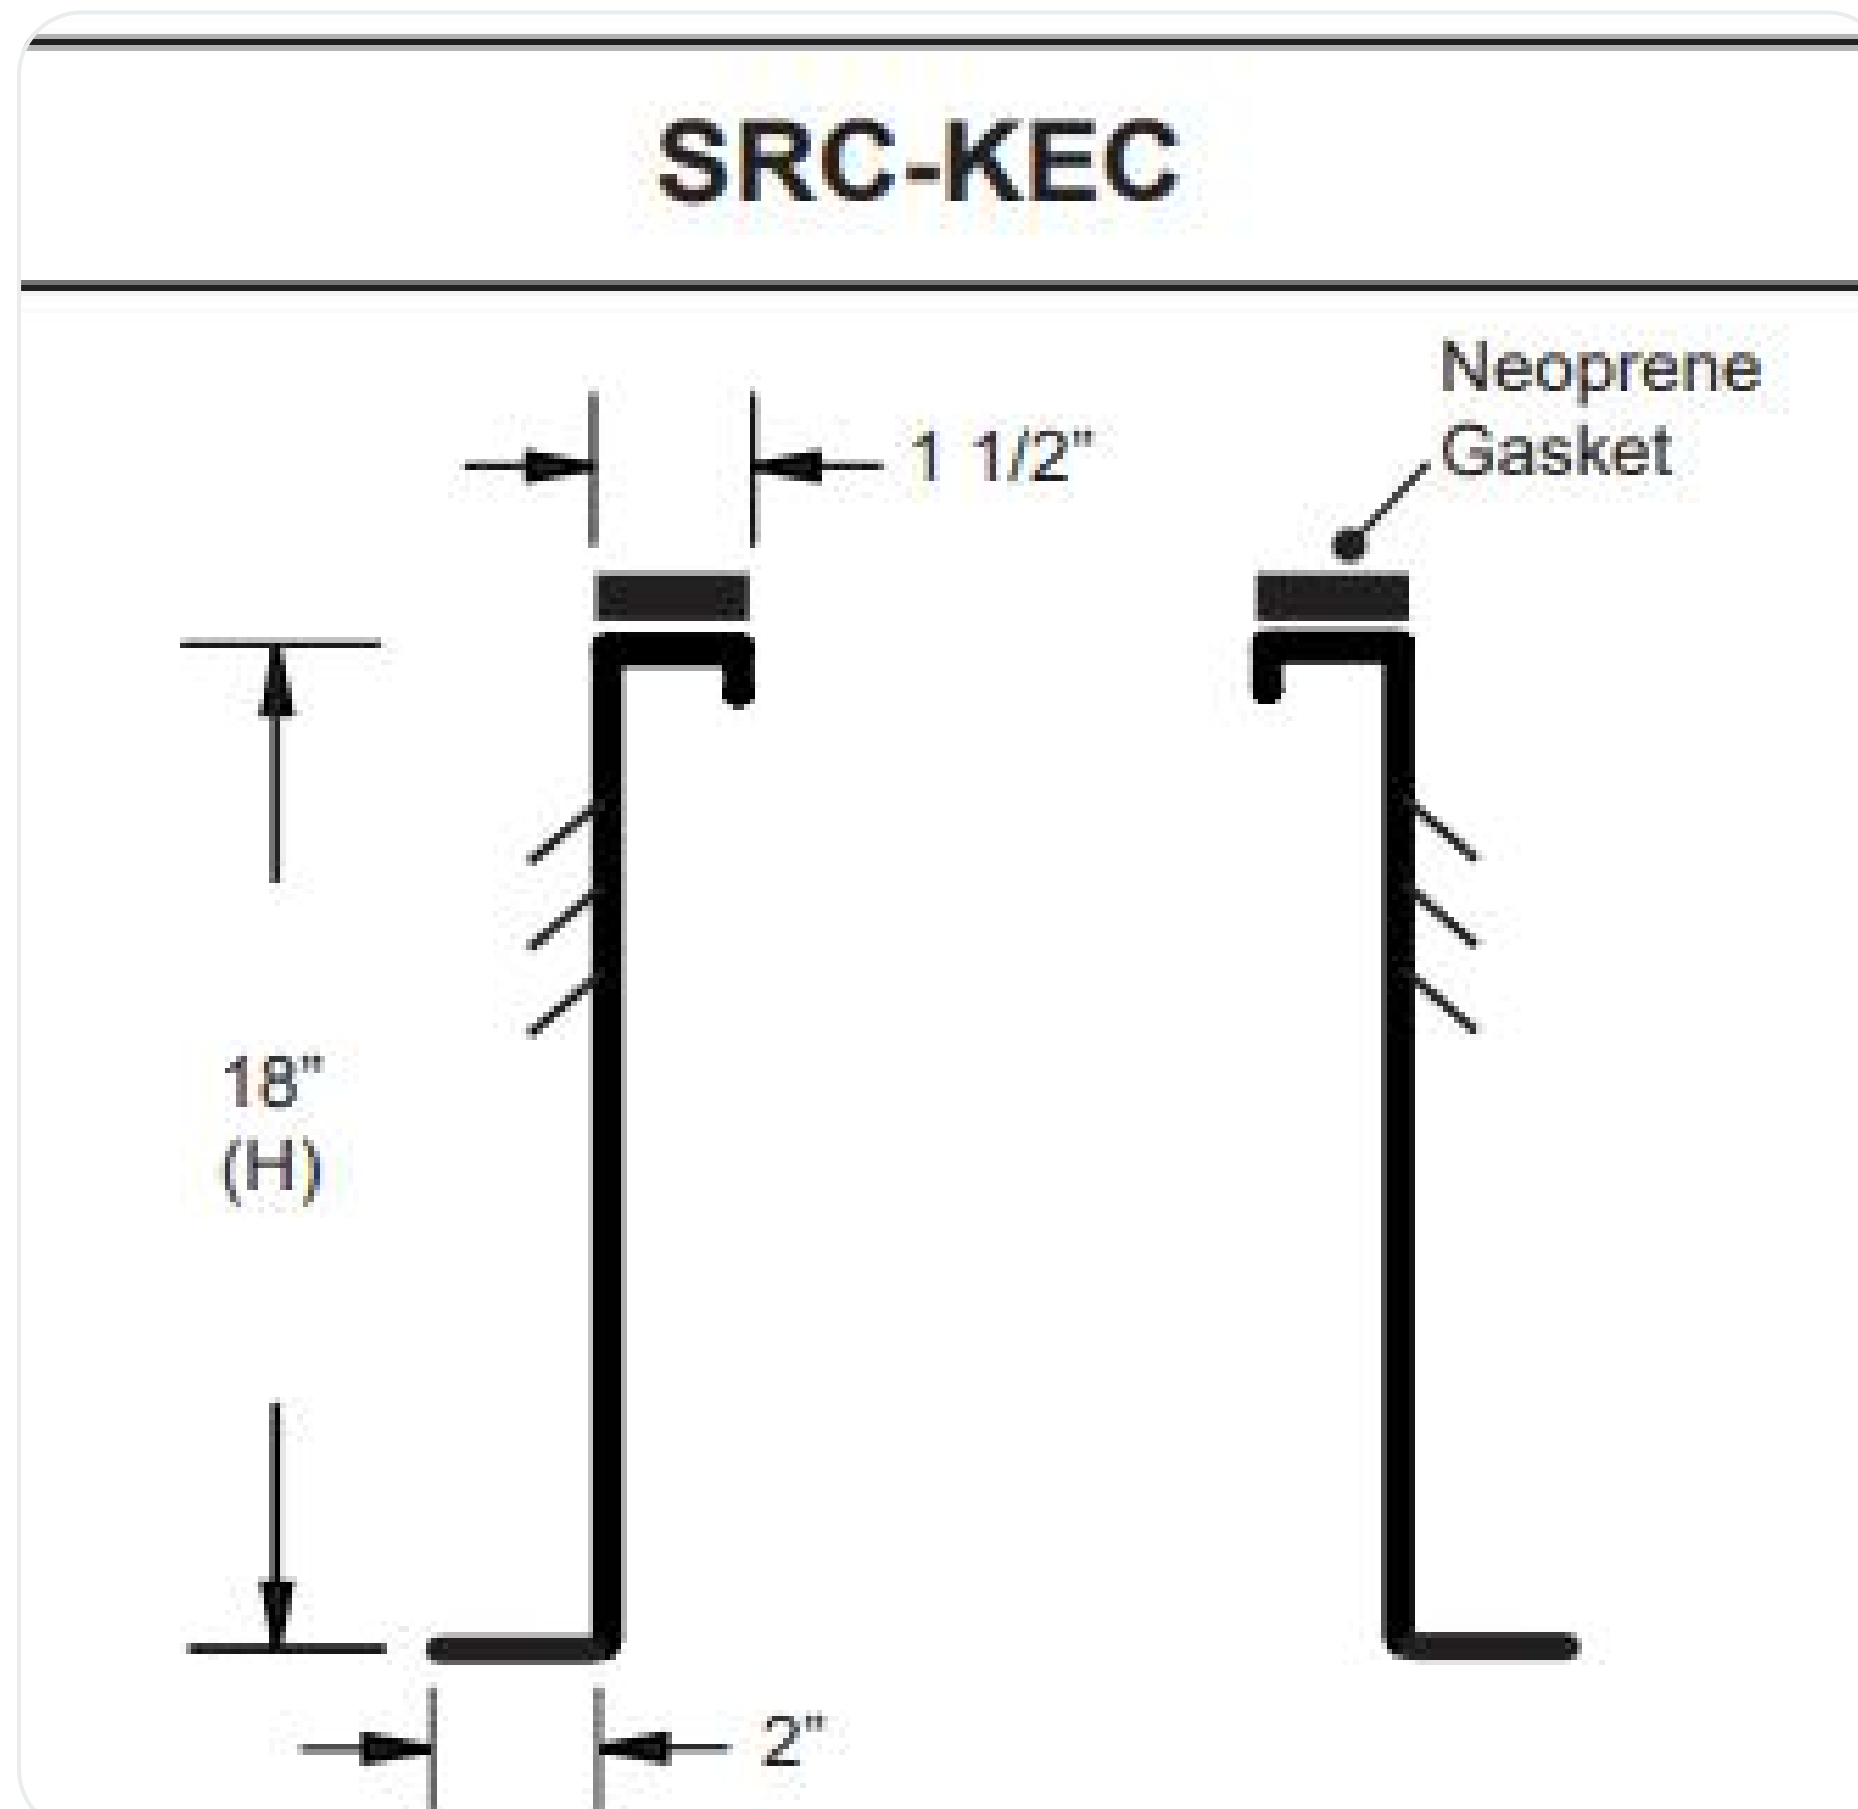 SRC-KEC
Neoprene
Gasket
1 1/2"
18"
(H)
2"